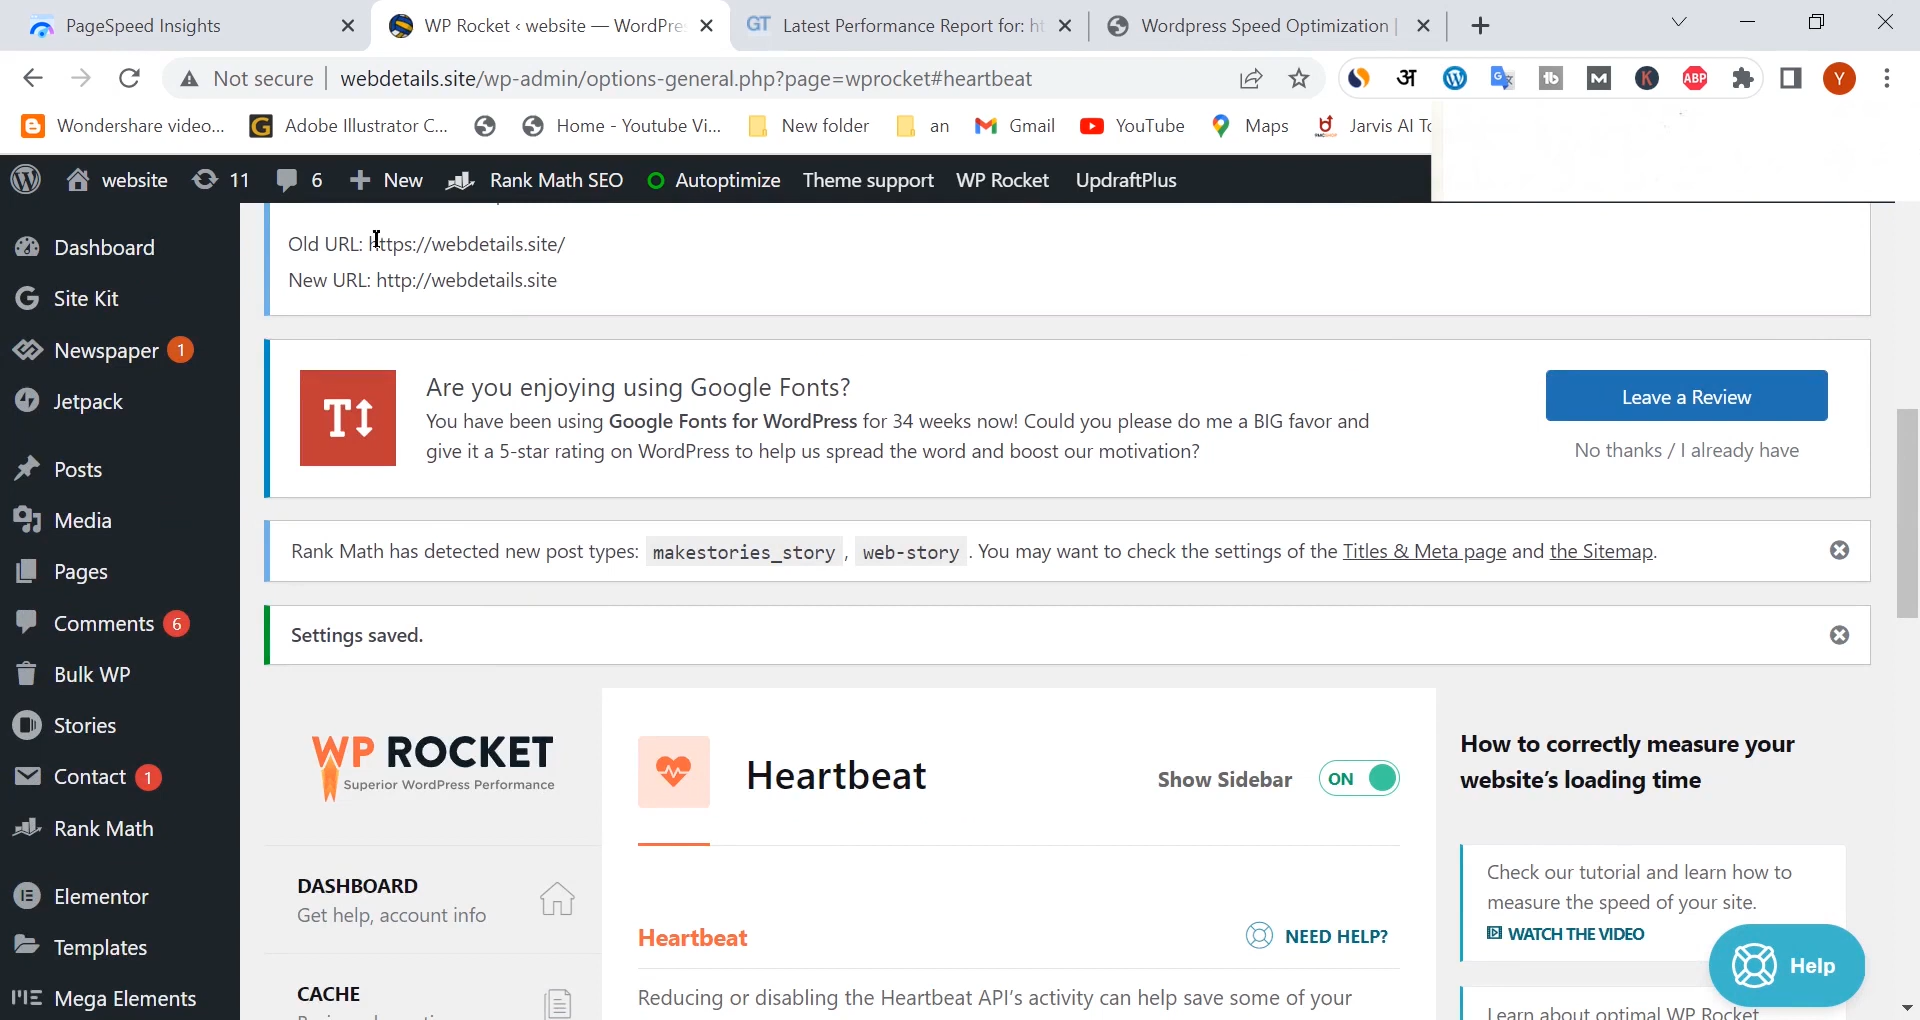 PageSpeed Insights
WP Rocket ‹ website — WordPre
GT Latest Performance Report for: ht
Wordpress Speed Optimization |
Not secure
webdetails.site/wp-admin/options-general.php?page=wprocket#heartbeat
अ
1b
M
K
ABP
Y
Wondershare video...
G Adobe Illustrator C...
Home - Youtube Vi...
New folder
an
Gmail
YouTube
Maps
Jarvis AI To
website
11
6
New
Rank Math SEO
Autoptimize
Theme support
WP Rocket
UpdraftPlus
Dashboard
Site Kit
Newspaper 1
Jetpack
Posts
Media
Pages
Comments 6
Bulk WP
Stories
Contact 1
Rank Math
Elementor
Templates
Mega Elements
Old URL: https://webdetails.site/
New URL: http://webdetails.site
Are you enjoying using Google Fonts?
You have been using Google Fonts for WordPress for 34 weeks now! Could you please do me a BIG favor and
give it a 5-star rating on WordPress to help us spread the word and boost our motivation?
Leave a Review
No thanks / I already have
Rank Math has detected new post types: makestories_story , web-story . You may want to check the settings of the Titles & Meta page and the Sitemap.
Settings saved.
WP ROCKET
Superior WordPress Performance
DASHBOARD
Get help, account info
CACHE
Heartbeat
Show Sidebar
ON
Heartbeat
NEED HELP?
Reducing or disabling the Heartbeat API's activity can help save some of your
How to correctly measure your
website's loading time
Check our tutorial and learn how to
measure the speed of your site.
WATCH THE VIDEO
Learn about optimal WP Rocket
Help